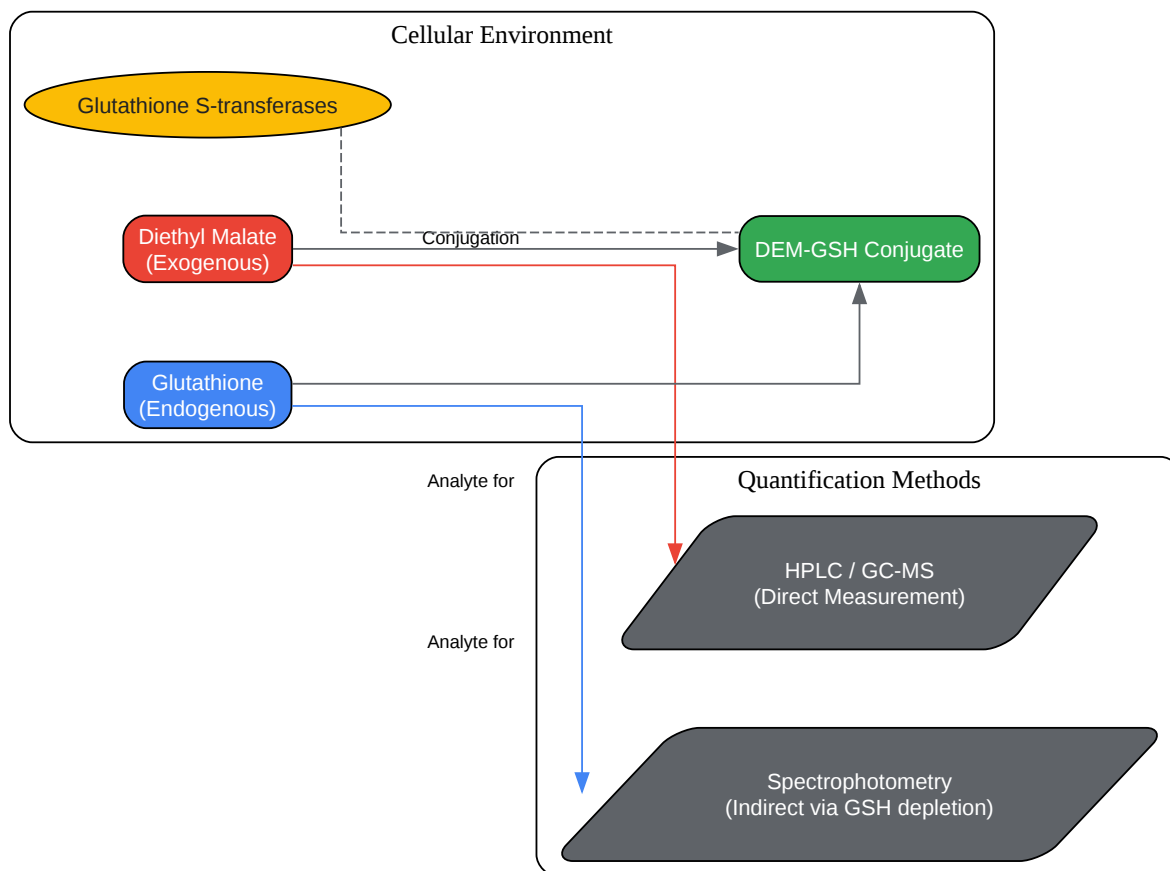 Cellular Environment
Glutathione S-transferases
Diethyl Malate
(Exogenous)
Conjugation
DEM-GSH Conjugate
Glutathione
(Endogenous)
Analyte for
Quantification Methods
HPLC / GC-MS
(Direct Measurement)
Analyte for
Spectrophotometry
(Indirect via GSH depletion)